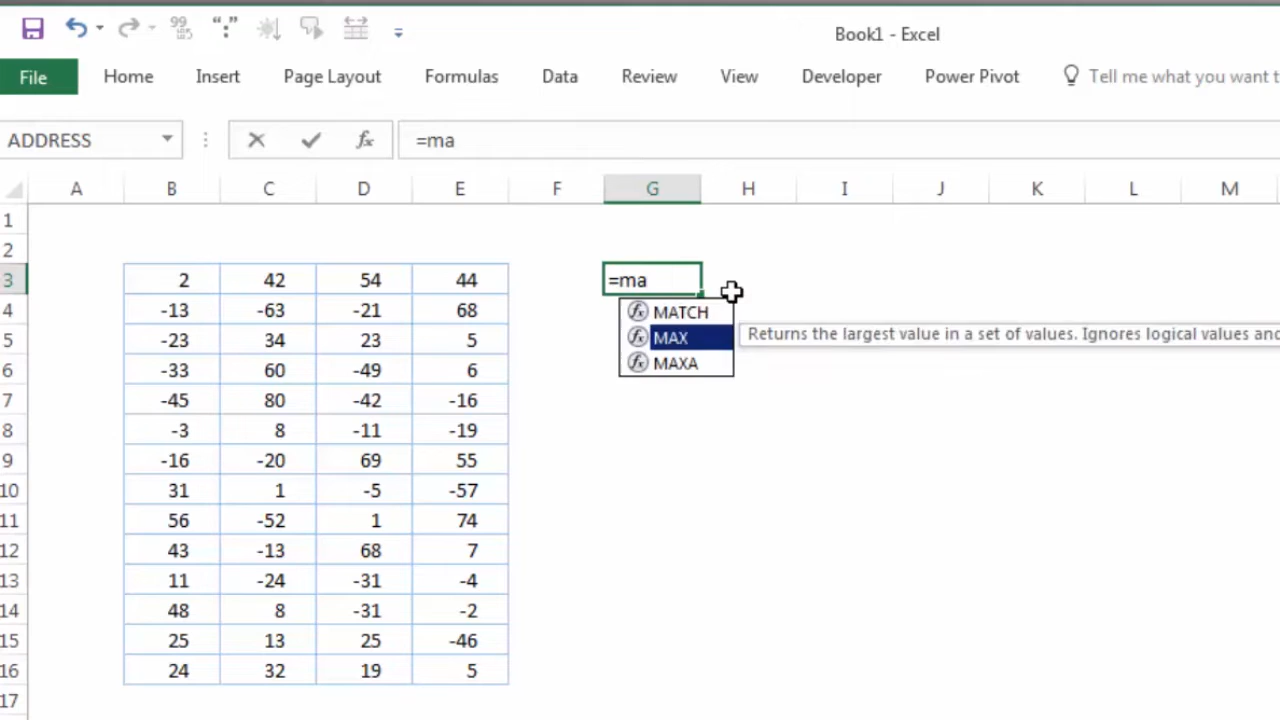 99
Book1 - Excel
File Home Insert Page Layout Formulas Data Review View Developer Power Pivot Tell me what you want t
ADDRESS fx =ma
A B C D E F G H I J K L M
1
2
3 2 42 54 44 =ma
4 -13 -63 -21 68 fx MATCH
fx MAX Returns the largest value in a set of values. Ignores logical values and
5 -23 34 23 5
fx MAXA
6 -33 60 -49 6
7 -45 80 -42 -16
8 -3 8 -11 -19
9 -16 -20 69 55
10 31 1 -5 -57
11 56 -52 1 74
12 43 -13 68 7
13 11 -24 -31 -4
14 48 8 -31 -2
15 25 13 25 -46
16 24 32 19 5
17